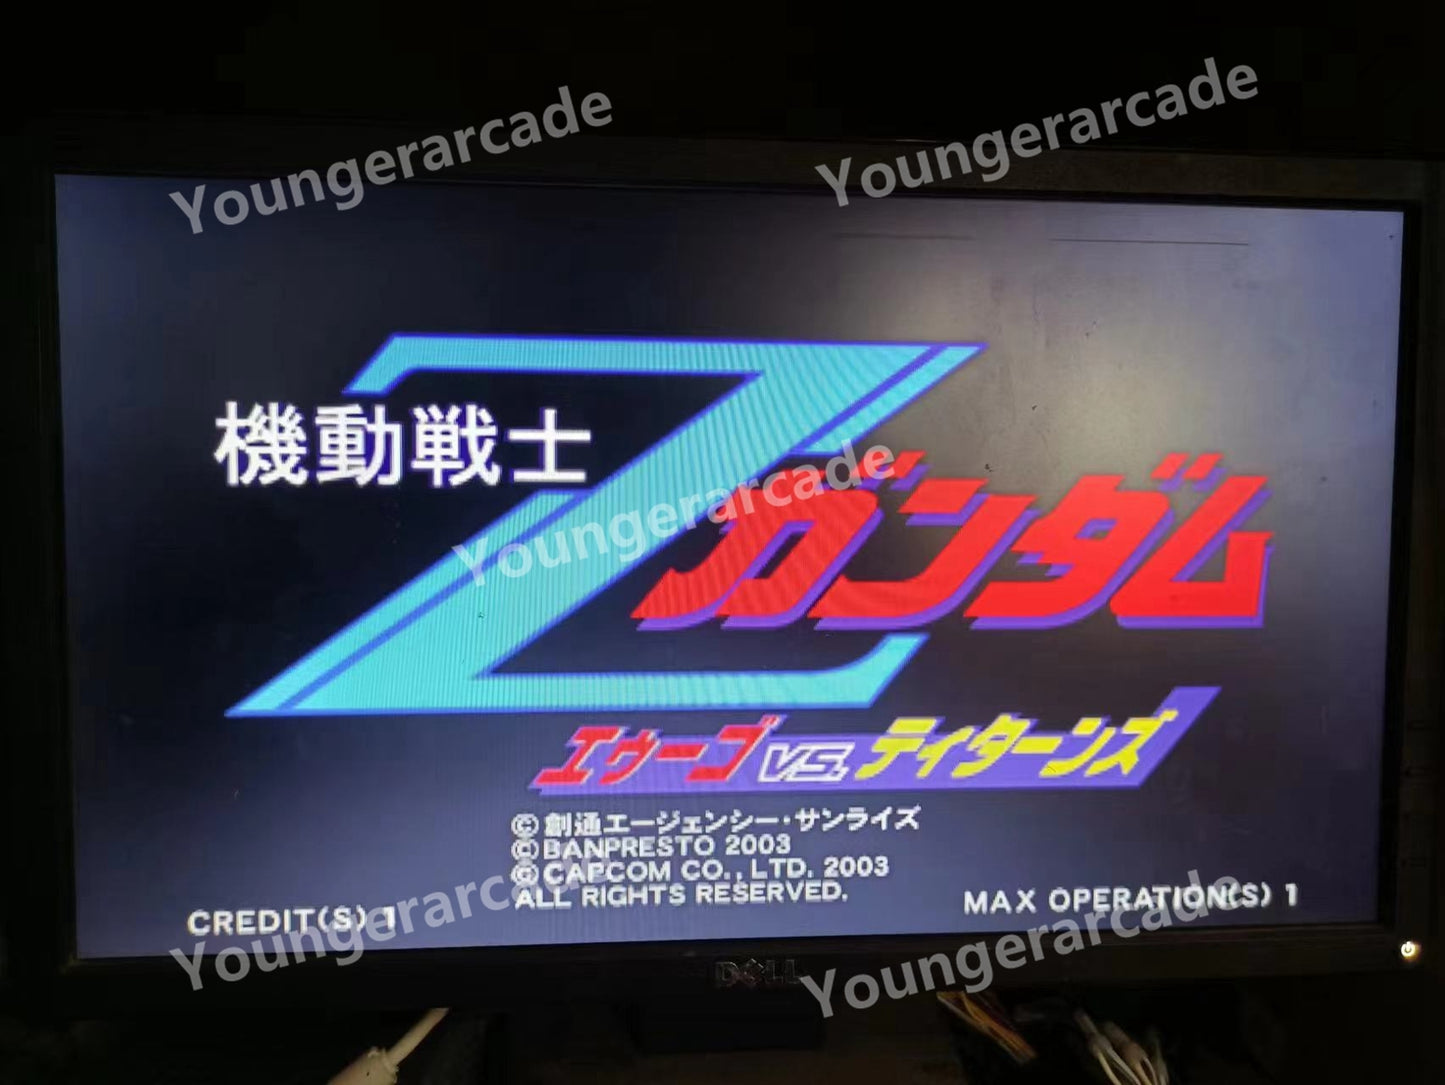 Youngerarcade
Youngerarcade
機動戦士
Z
ガンダム
Youngerarcade
エゥーゴ VS. ティターンズ
© 創通エージェンシー・サンライズ
© BANPRESTO 2003
© CAPCOM CO., LTD. 2003
ALL RIGHTS RESERVED.
CREDIT(S) 1
MAX OPERATION(S) 1
Youngerarcade
Youngerarcade
DELL